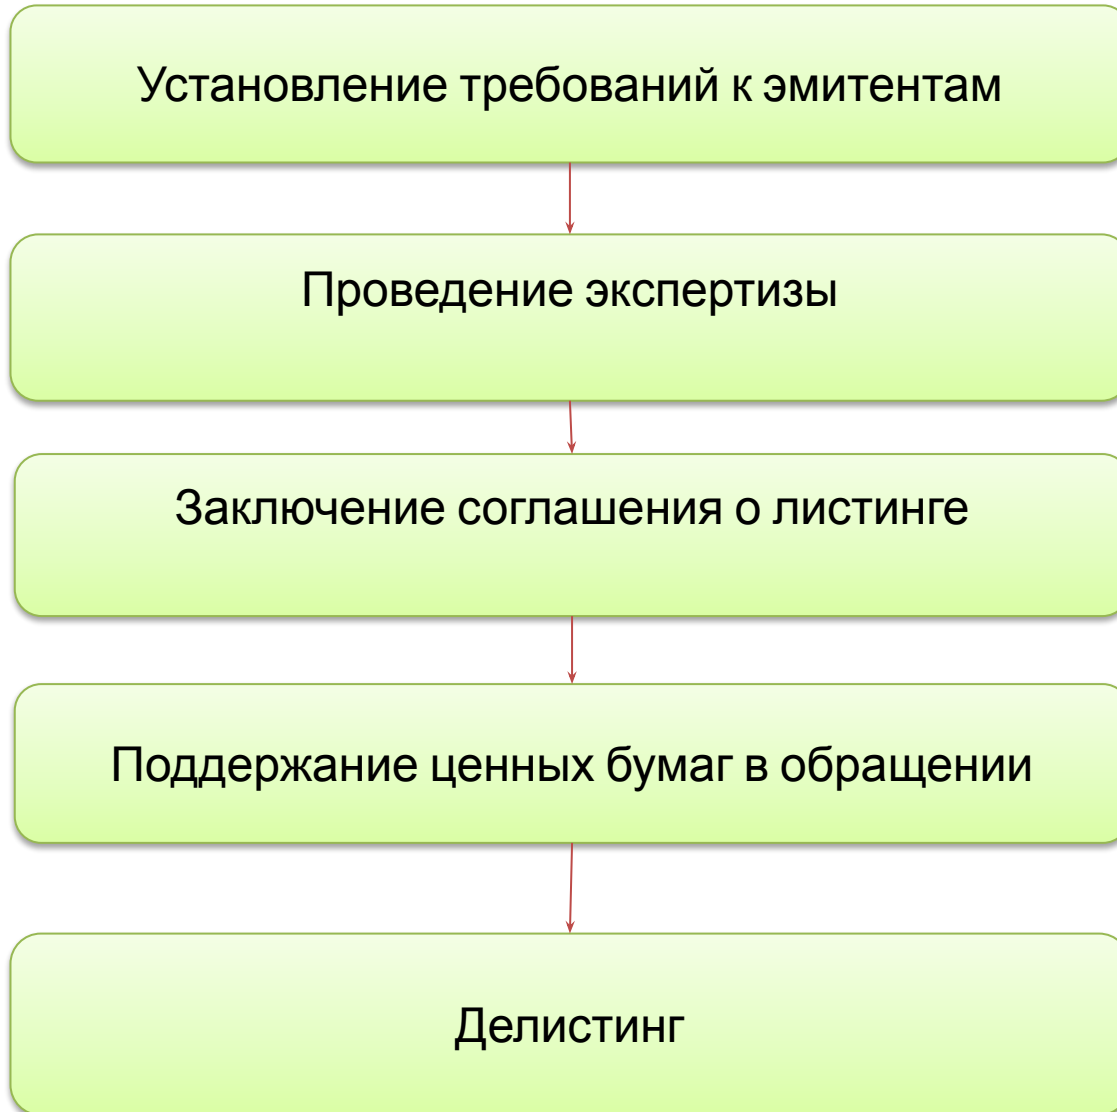 Установление требований к эмитентам
Проведение экспертизы
Заключение соглашения о листинге
Поддержание ценных бумаг в обращении
Делистинг